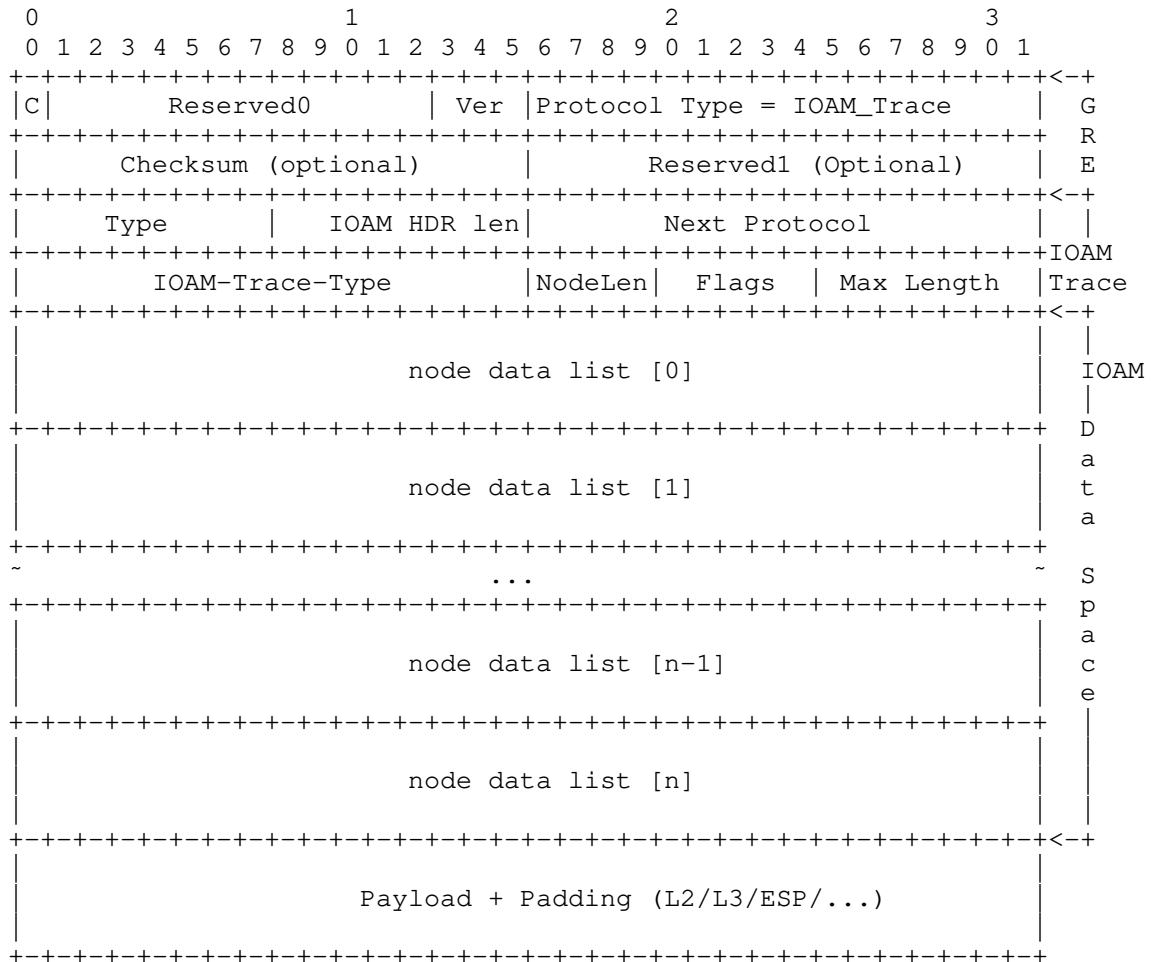 0                   1                   2                   3
 0 1 2 3 4 5 6 7 8 9 0 1 2 3 4 5 6 7 8 9 0 1 2 3 4 5 6 7 8 9 0 1
+-+-+-+-+-+-+-+-+-+-+-+-+-+-+-+-+-+-+-+-+-+-+-+-+-+-+-+-+-+-+-+-+<-+
|C|       Reserved0       | Ver |Protocol Type = IOAM_Trace     |  G
+-+-+-+-+-+-+-+-+-+-+-+-+-+-+-+-+-+-+-+-+-+-+-+-+-+-+-+-+-+-+-+-+  R
|      Checksum (optional)      |       Reserved1 (Optional)    |  E
+-+-+-+-+-+-+-+-+-+-+-+-+-+-+-+-+-+-+-+-+-+-+-+-+-+-+-+-+-+-+-+-+<-+
|     Type      |   IOAM HDR len|        Next Protocol          |  |
+-+-+-+-+-+-+-+-+-+-+-+-+-+-+-+-+-+-+-+-+-+-+-+-+-+-+-+-+-+-+-+-+IOAM
|        IOAM-Trace-Type        |NodeLen|  Flags  | Max Length  |Trace
+-+-+-+-+-+-+-+-+-+-+-+-+-+-+-+-+-+-+-+-+-+-+-+-+-+-+-+-+-+-+-+-+<-+
|                                                               |  |
|                        node data list [0]                     |  IOAM
|                                                               |  |
+-+-+-+-+-+-+-+-+-+-+-+-+-+-+-+-+-+-+-+-+-+-+-+-+-+-+-+-+-+-+-+-+  D
|                                                               |  a
|                        node data list [1]                     |  t
|                                                               |  a
+-+-+-+-+-+-+-+-+-+-+-+-+-+-+-+-+-+-+-+-+-+-+-+-+-+-+-+-+-+-+-+-+
~                             ...                               ~  S
+-+-+-+-+-+-+-+-+-+-+-+-+-+-+-+-+-+-+-+-+-+-+-+-+-+-+-+-+-+-+-+-+  p
|                                                               |  a
|                        node data list [n-1]                   |  c
|                                                               |  e
+-+-+-+-+-+-+-+-+-+-+-+-+-+-+-+-+-+-+-+-+-+-+-+-+-+-+-+-+-+-+-+-+  |
|                                                               |  |
|                        node data list [n]                     |  |
|                                                               |  |
+-+-+-+-+-+-+-+-+-+-+-+-+-+-+-+-+-+-+-+-+-+-+-+-+-+-+-+-+-+-+-+-+<-+
|                                                               |
|                     Payload + Padding (L2/L3/ESP/...)         |
|                                                               |
+-+-+-+-+-+-+-+-+-+-+-+-+-+-+-+-+-+-+-+-+-+-+-+-+-+-+-+-+-+-+-+-+